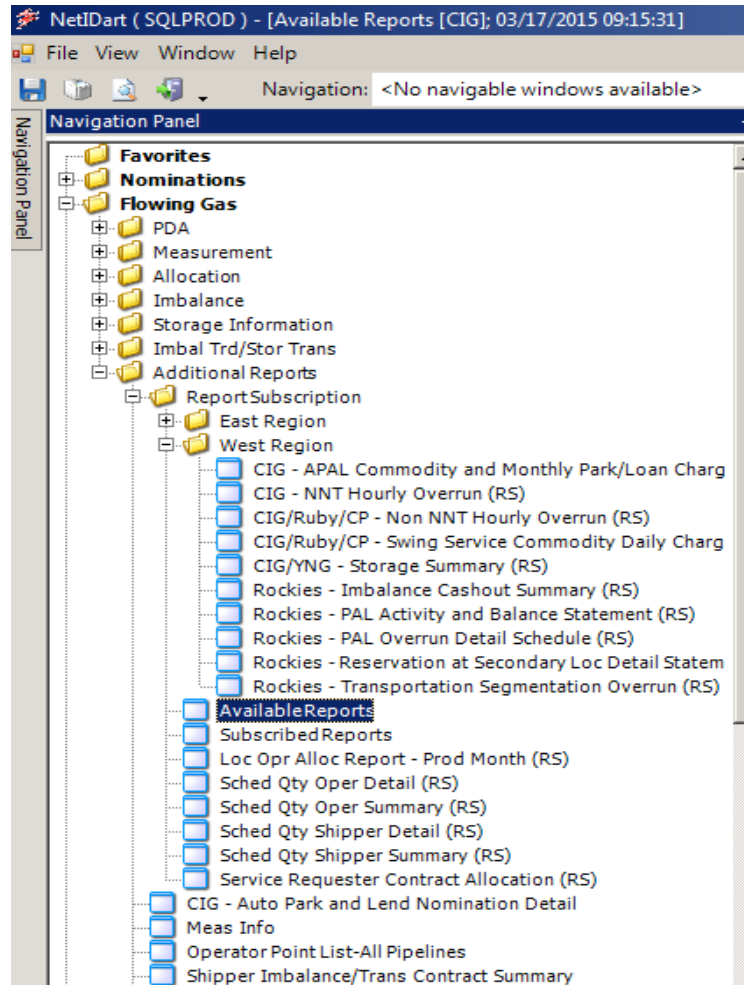 NetIDart ( SQLPROD ) - [Available Reports [CIG]; 03/17/2015 09:15:31]
File View Window Help
Navigation: <No navigable windows available>
Navigation Panel
Navigation Panel
Favorites
Nominations
Flowing Gas
PDA
Measurement
Allocation
Imbalance
Storage Information
Imbal Trd/Stor Trans
Additional Reports
Report Subscription
East Region
West Region
CIG - APAL Commodity and Monthly Park/Loan Charg
CIG - NNT Hourly Overrun (RS)
CIG/Ruby/CP - Non NNT Hourly Overrun (RS)
CIG/Ruby/CP - Swing Service Commodity Daily Charg
CIG/YNG - Storage Summary (RS)
Rockies - Imbalance Cashout Summary (RS)
Rockies - PAL Activity and Balance Statement (RS)
Rockies - PAL Overrun Detail Schedule (RS)
Rockies - Reservation at Secondary Loc Detail Statem
Rockies - Transportation Segmentation Overrun (RS)
Available Reports
Subscribed Reports
Loc Opr Alloc Report - Prod Month (RS)
Sched Qty Oper Detail (RS)
Sched Qty Oper Summary (RS)
Sched Qty Shipper Detail (RS)
Sched Qty Shipper Summary (RS)
Service Requester Contract Allocation (RS)
CIG - Auto Park and Lend Nomination Detail
Meas Info
Operator Point List-All Pipelines
Shipper Imbalance/Trans Contract Summary